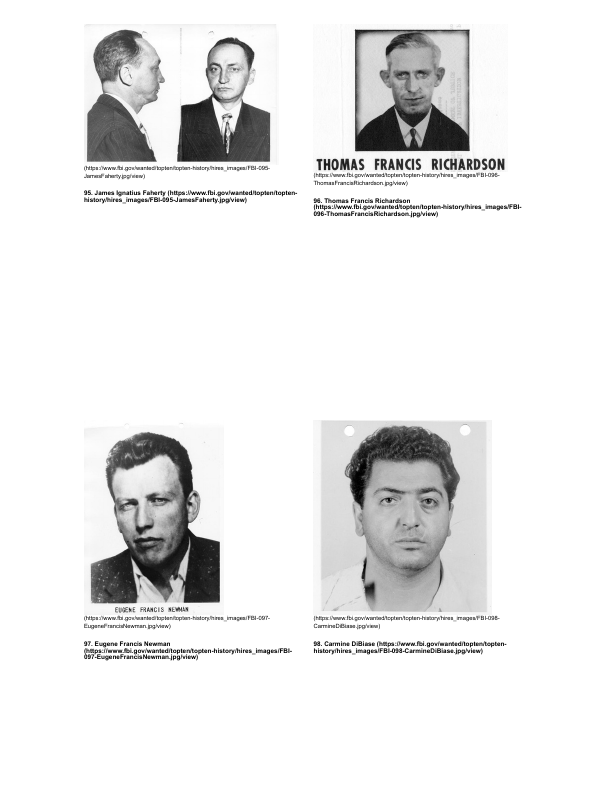 THOMAS FRANCIS RICHARDSON
(https://www.fbi.gov/wanted/topten/topten-history/hires_images/FBI-095-
JamesFaherty.jpg/view)
95. James Ignatius Faherty (https://www.fbi.gov/wanted/topten/topten-
history/hires_images/FBI-095-JamesFaherty.jpg/view)
(https://www.fbi.gov/wanted/topten/topten-history/hires_images/FBI-096-
ThomasFrancisRichardson.jpg/view)
96. Thomas Francis Richardson
(https://www.fbi.gov/wanted/topten/topten-history/hires_images/FBI-
096-ThomasFrancisRichardson.jpg/view)
EUGENE FRANCIS NEWMAN
(https://www.fbi.gov/wanted/topten/topten-history/hires_images/FBI-097-
EugeneFrancisNewman.jpg/view)
97. Eugene Francis Newman
(https://www.fbi.gov/wanted/topten/topten-history/hires_images/FBI-
097-EugeneFrancisNewman.jpg/view)
(https://www.fbi.gov/wanted/topten/topten-history/hires_images/FBI-098-
CarmineDiBiase.jpg/view)
98. Carmine DiBiase (https://www.fbi.gov/wanted/topten/topten-
history/hires_images/FBI-098-CarmineDiBiase.jpg/view)